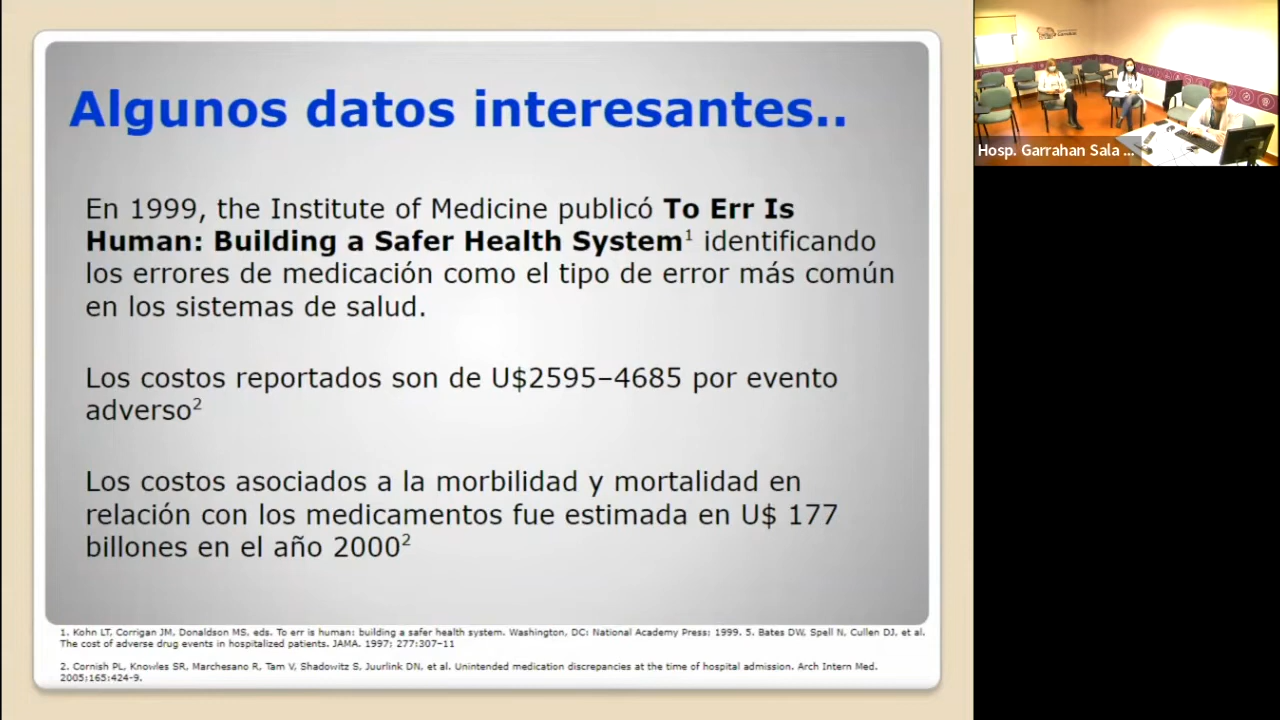 Algunos datos interesantes..
En 1999, the Institute of Medicine publicó To Err Is
Human: Building a Safer Health System¹ identificando
los errores de medicación como el tipo de error más común
en los sistemas de salud.
Los costos reportados son de U$2595–4685 por evento
adverso²
Los costos asociados a la morbilidad y mortalidad en
relación con los medicamentos fue estimada en U$ 177
billones en el año 2000²
1. Kohn LT, Corrigan JM, Donaldson MS, eds. To err is human: building a safer health system. Washington, DC: National Academy Press; 1999. 5. Bates DW, Spell N, Cullen DJ, et al.
The cost of adverse drug events in hospitalized patients. JAMA. 1997; 277:307–11
2. Cornish PL, Knowles SR, Marchesano R, Tam V, Shadowitz S, Juurlink DN, et al. Unintended medication discrepancies at the time of hospital admission. Arch Intern Med.
2005;165:424-9.
Hosp. Garrahan Sala ...